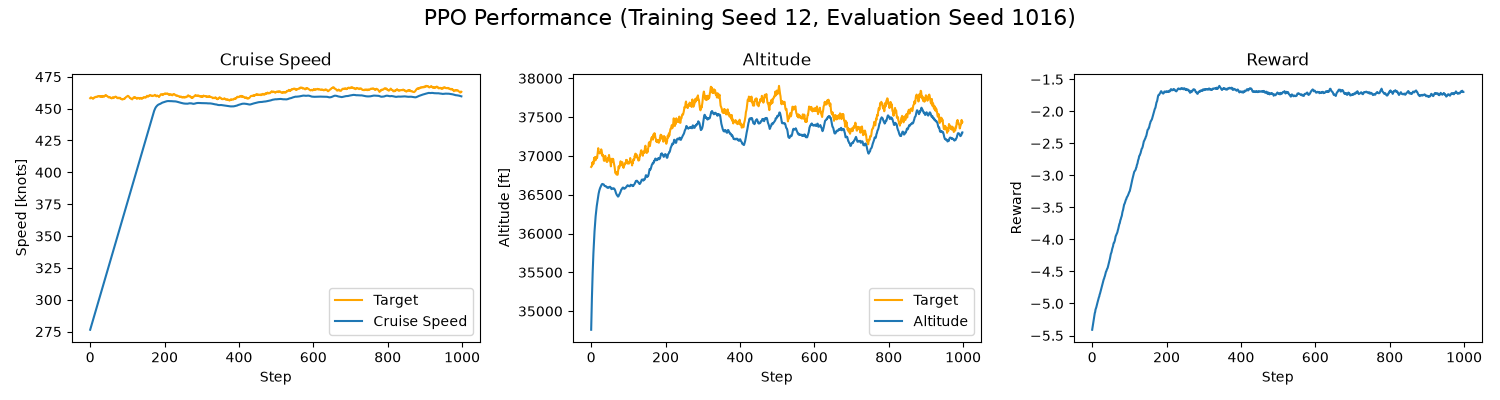 PPO Performance (Training Seed 12, Evaluation Seed 1016)
Cruise Speed
475
450
425
400
375
350
325
300
275
Speed [knots]
0 200 400 600 800 1000
Step
Target
Cruise Speed
Altitude
38000
37500
37000
36500
36000
35500
35000
Altitude [ft]
0 200 400 600 800 1000
Step
Target
Altitude
Reward
−1.5
−2.0
−2.5
−3.0
−3.5
−4.0
−4.5
−5.0
−5.5
Reward
0 200 400 600 800 1000
Step